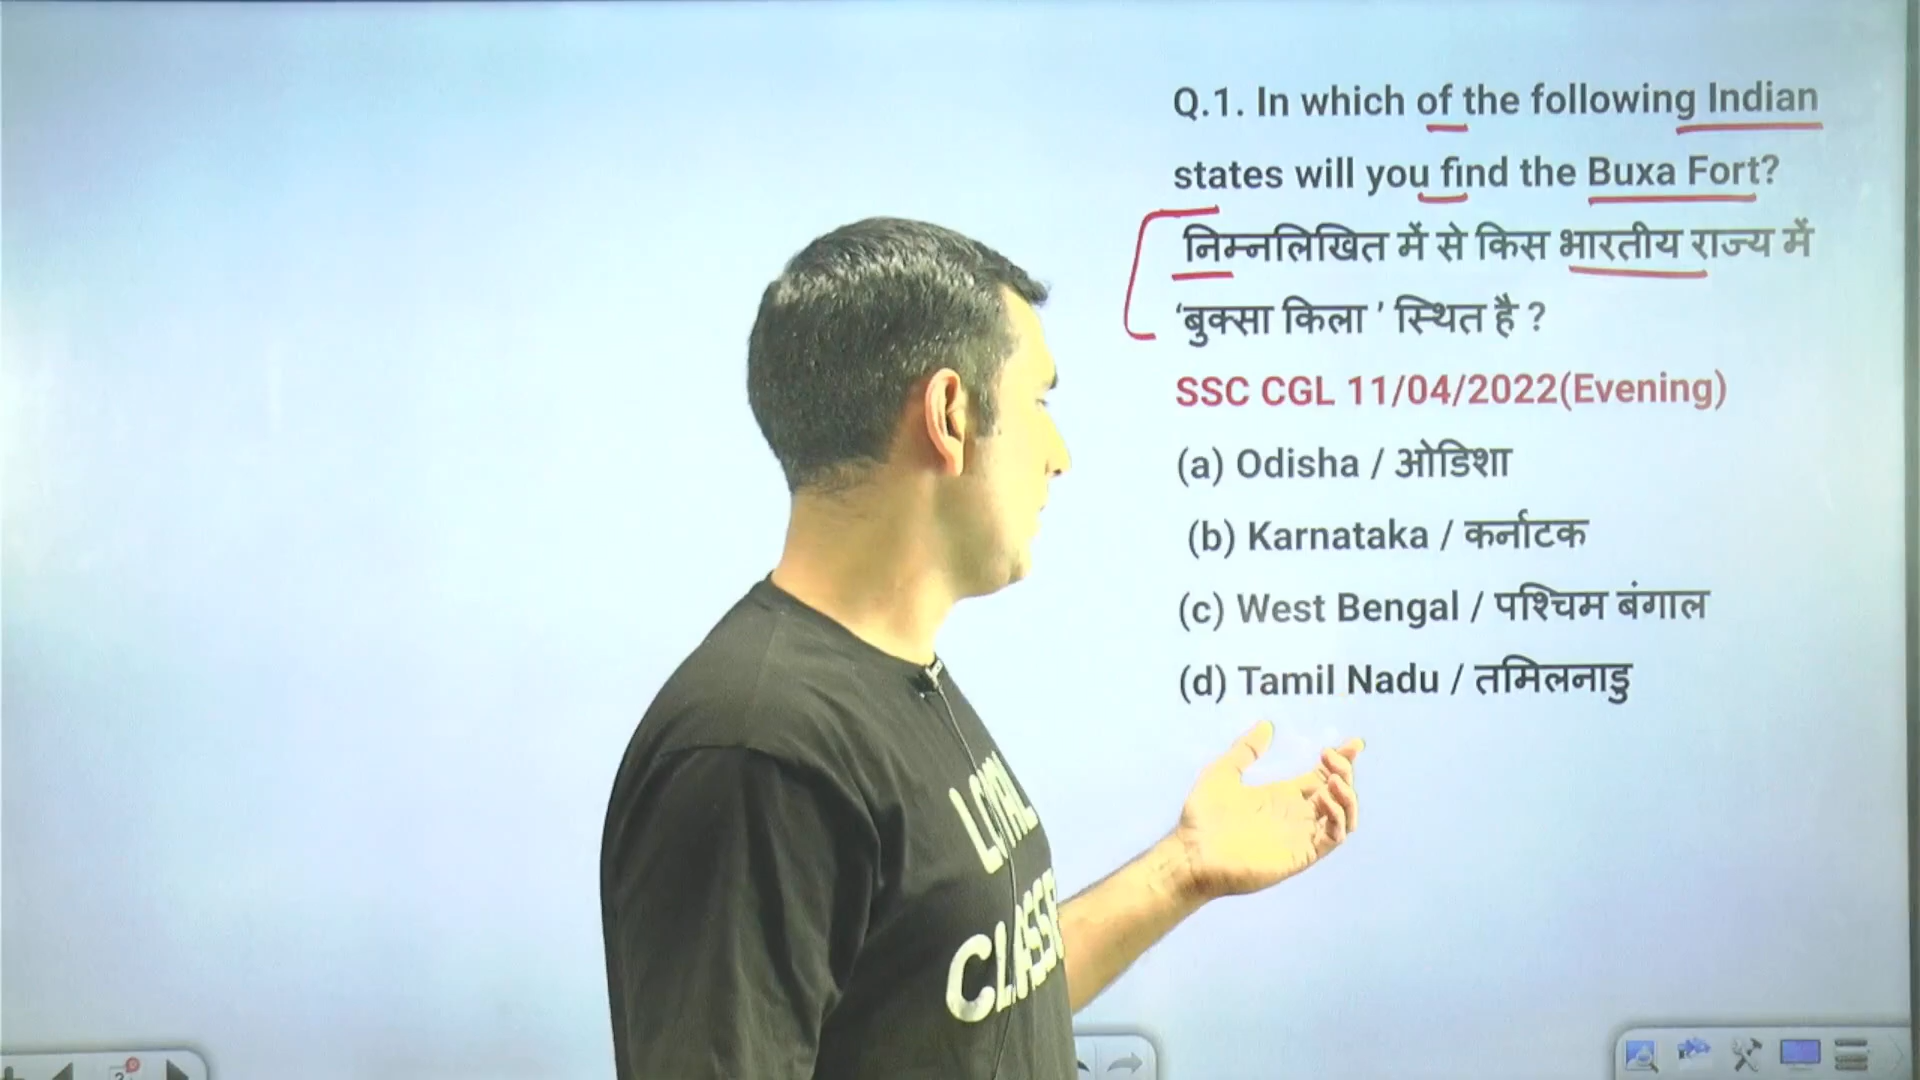 Q.1. In which of the following Indian
states will you find the Buxa Fort?
निम्नलिखित में से किस भारतीय राज्य में
‘बुक्सा किला ’ स्थित है ?
SSC CGL 11/04/2022(Evening)
(a) Odisha / ओडिशा
(b) Karnataka / कर्नाटक
(c) West Bengal / पश्चिम बंगाल
(d) Tamil Nadu / तमिलनाडु